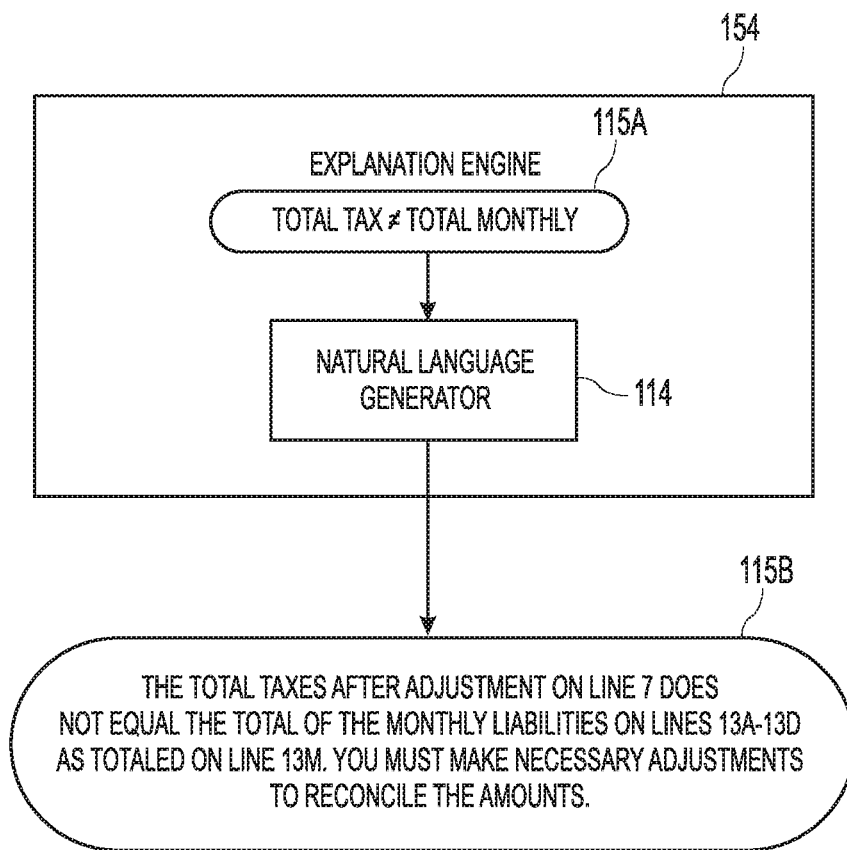 154
115A
EXPLANATION ENGINE
TOTAL TAX ≠ TOTAL MONTHLY
NATURAL LANGUAGE
GENERATOR
114
115B
THE TOTAL TAXES AFTER ADJUSTMENT ON LINE 7 DOES
NOT EQUAL THE TOTAL OF THE MONTHLY LIABILITIES ON LINES 13A-13D
AS TOTALED ON LINE 13M. YOU MUST MAKE NECESSARY ADJUSTMENTS
TO RECONCILE THE AMOUNTS.